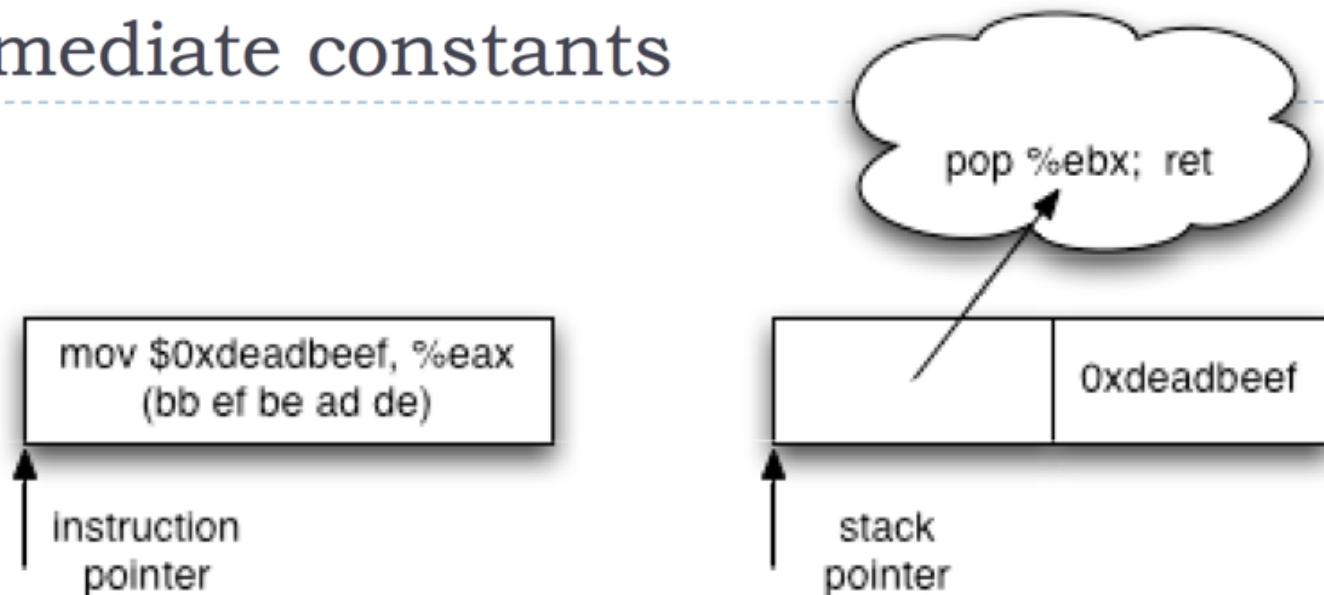 mediate constants
pop %ebx; ret
mov $0xdeadbeef, %eax
(bb ef be ad de)
0xdeadbeef
instruction
pointer
stack
pointer